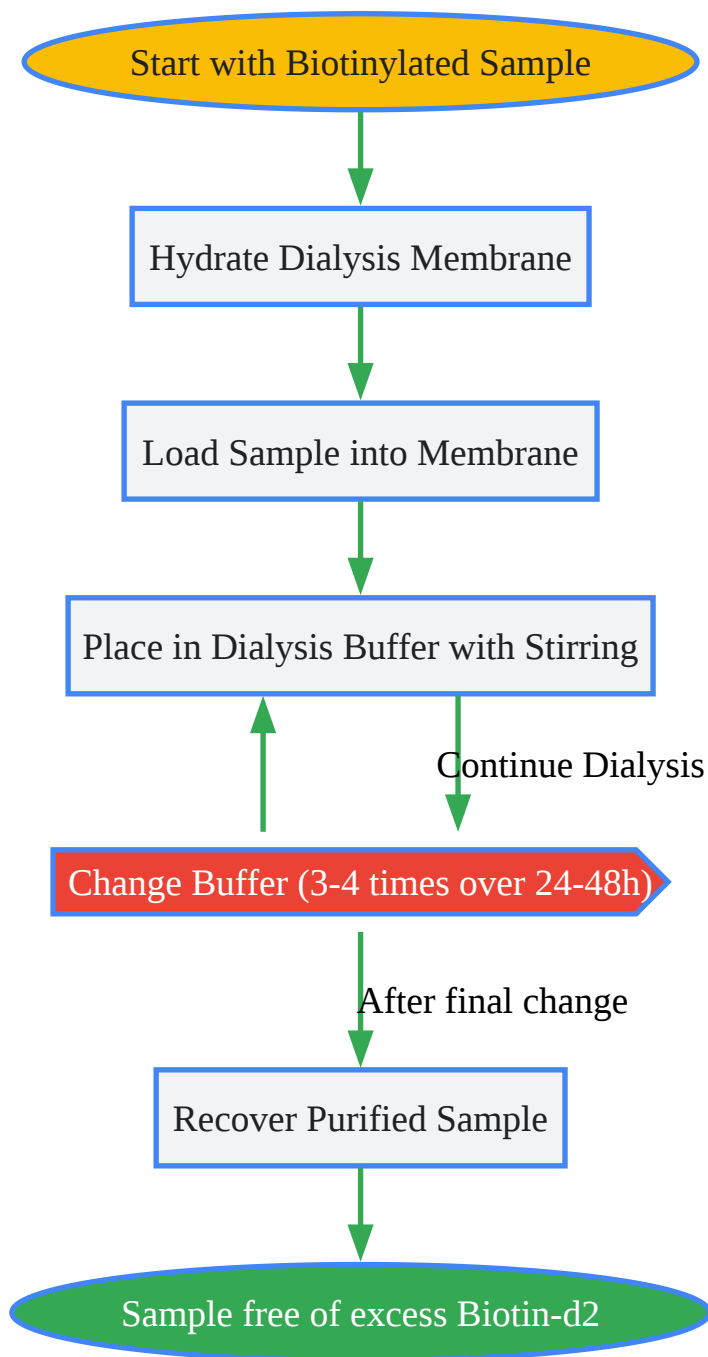 Start with Biotinylated Sample
Hydrate Dialysis Membrane
Load Sample into Membrane
Place in Dialysis Buffer with Stirring
Continue Dialysis
Change Buffer (3-4 times over 24-48h)
After final change
Recover Purified Sample
Sample free of excess Biotin-d2